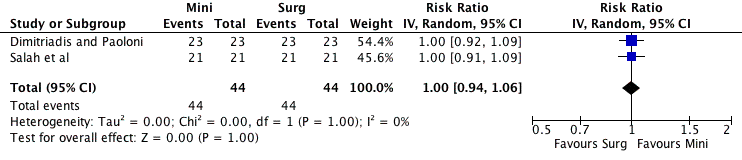 Mini Surg Risk Ratio Risk Ratio
Study or Subgroup Events Total Events Total Weight IV, Random, 95% CI IV, Random, 95% CI
Dimitriadis and Paoloni 23 23 23 23 54.4% 1.00 [0.92, 1.09]
Salah et al 21 21 21 21 45.6% 1.00 [0.91, 1.09]
Total (95% CI) 44 44 100.0% 1.00 [0.94, 1.06]
Total events 44 44
Heterogeneity: Tau² = 0.00; Chi² = 0.00, df = 1 (P = 1.00); I² = 0%
Test for overall effect: Z = 0.00 (P = 1.00)
0.5 0.7 1 1.5 2
Favours Surg Favours Mini